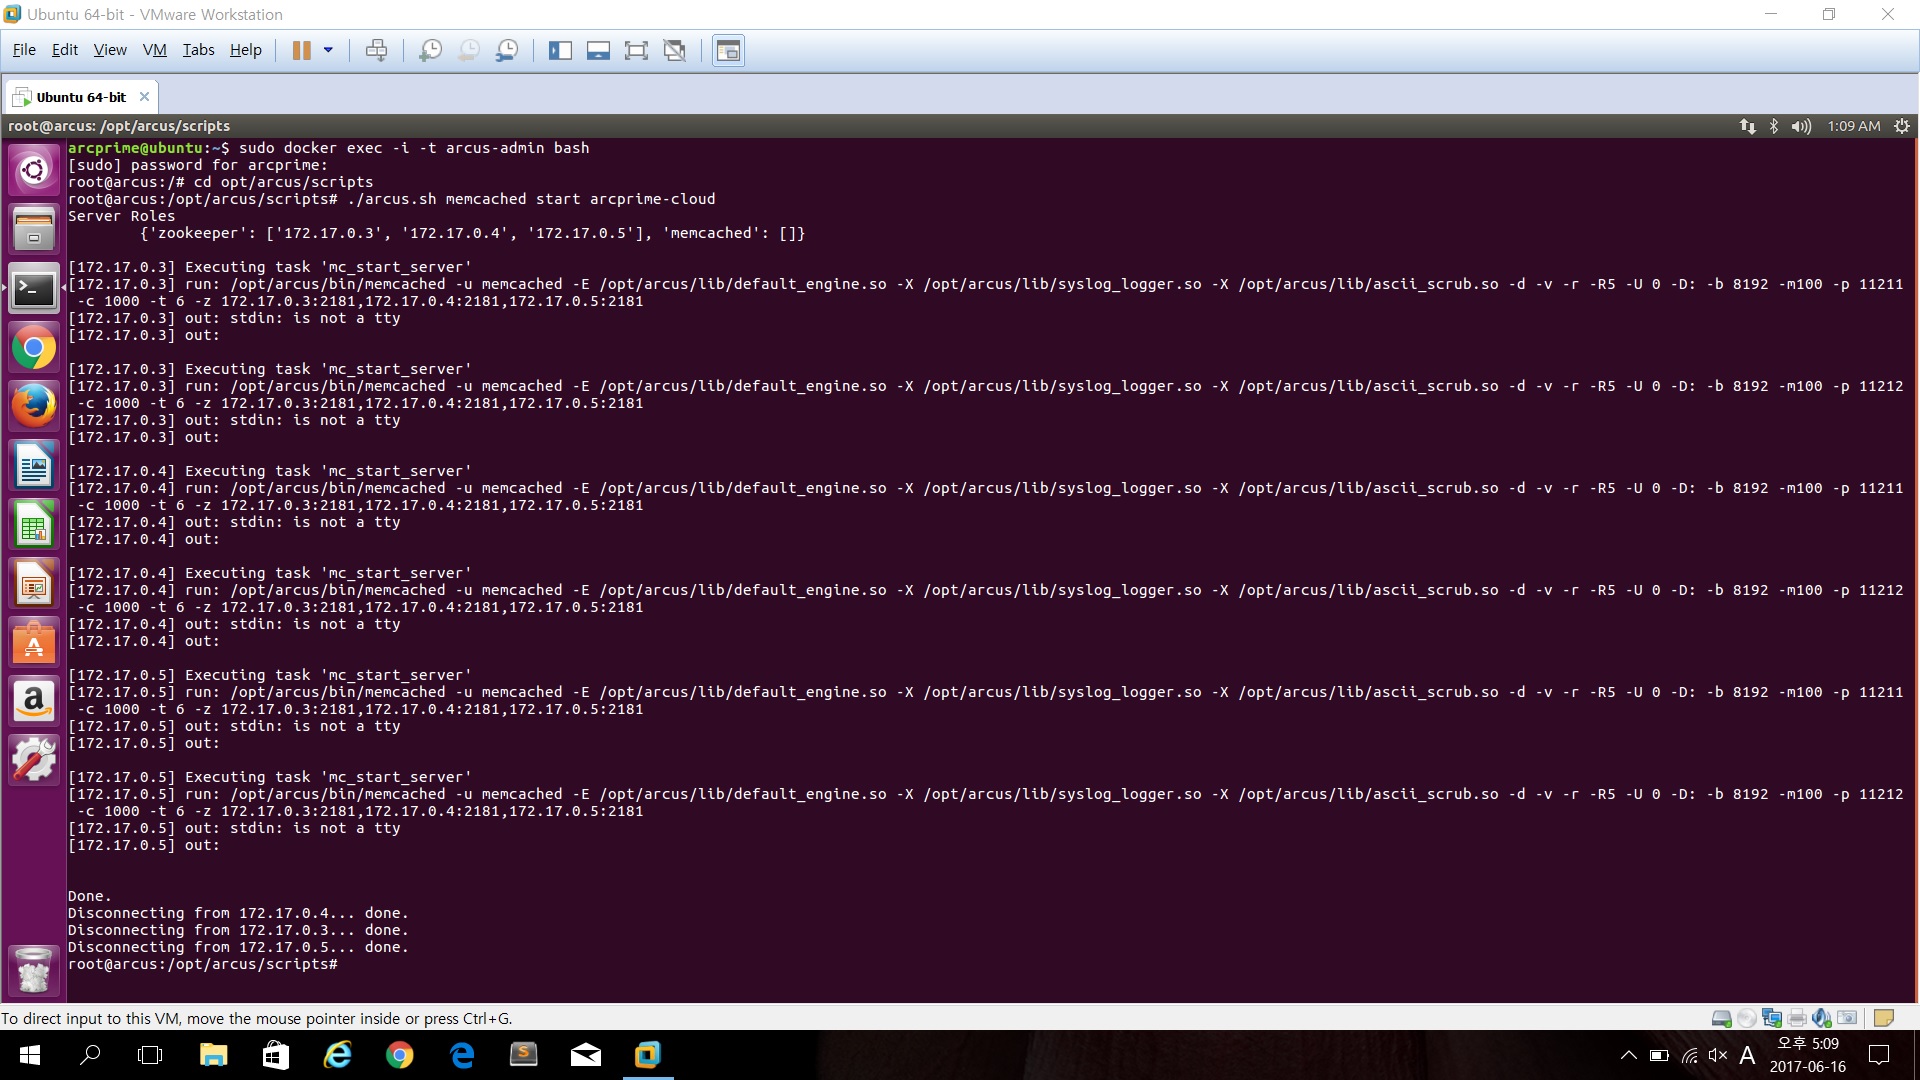 Ubuntu 64-bit - VMware Workstation
File Edit View VM Tabs Help
Ubuntu 64-bit
root@arcus: /opt/arcus/scripts 1:09 AM
arcprime@ubuntu:~$ sudo docker exec -i -t arcus-admin bash
[sudo] password for arcprime:
root@arcus:/# cd opt/arcus/scripts
root@arcus:/opt/arcus/scripts# ./arcus.sh memcached start arcprime-cloud
Server Roles
{'zookeeper': ['172.17.0.3', '172.17.0.4', '172.17.0.5'], 'memcached': []}
[172.17.0.3] Executing task 'mc_start_server'
[172.17.0.3] run: /opt/arcus/bin/memcached -u memcached -E /opt/arcus/lib/default_engine.so -X /opt/arcus/lib/syslog_logger.so -X /opt/arcus/lib/ascii_scrub.so -d -v -r -R5 -U 0 -D: -b 8192 -m100 -p 11211
-c 1000 -t 6 -z 172.17.0.3:2181,172.17.0.4:2181,172.17.0.5:2181
[172.17.0.3] out: stdin: is not a tty
[172.17.0.3] out:
[172.17.0.3] Executing task 'mc_start_server'
[172.17.0.3] run: /opt/arcus/bin/memcached -u memcached -E /opt/arcus/lib/default_engine.so -X /opt/arcus/lib/syslog_logger.so -X /opt/arcus/lib/ascii_scrub.so -d -v -r -R5 -U 0 -D: -b 8192 -m100 -p 11212
-c 1000 -t 6 -z 172.17.0.3:2181,172.17.0.4:2181,172.17.0.5:2181
[172.17.0.3] out: stdin: is not a tty
[172.17.0.3] out:
[172.17.0.4] Executing task 'mc_start_server'
[172.17.0.4] run: /opt/arcus/bin/memcached -u memcached -E /opt/arcus/lib/default_engine.so -X /opt/arcus/lib/syslog_logger.so -X /opt/arcus/lib/ascii_scrub.so -d -v -r -R5 -U 0 -D: -b 8192 -m100 -p 11211
-c 1000 -t 6 -z 172.17.0.3:2181,172.17.0.4:2181,172.17.0.5:2181
[172.17.0.4] out: stdin: is not a tty
[172.17.0.4] out:
[172.17.0.4] Executing task 'mc_start_server'
[172.17.0.4] run: /opt/arcus/bin/memcached -u memcached -E /opt/arcus/lib/default_engine.so -X /opt/arcus/lib/syslog_logger.so -X /opt/arcus/lib/ascii_scrub.so -d -v -r -R5 -U 0 -D: -b 8192 -m100 -p 11212
-c 1000 -t 6 -z 172.17.0.3:2181,172.17.0.4:2181,172.17.0.5:2181
[172.17.0.4] out: stdin: is not a tty
[172.17.0.4] out:
[172.17.0.5] Executing task 'mc_start_server'
[172.17.0.5] run: /opt/arcus/bin/memcached -u memcached -E /opt/arcus/lib/default_engine.so -X /opt/arcus/lib/syslog_logger.so -X /opt/arcus/lib/ascii_scrub.so -d -v -r -R5 -U 0 -D: -b 8192 -m100 -p 11211
-c 1000 -t 6 -z 172.17.0.3:2181,172.17.0.4:2181,172.17.0.5:2181
[172.17.0.5] out: stdin: is not a tty
[172.17.0.5] out:
[172.17.0.5] Executing task 'mc_start_server'
[172.17.0.5] run: /opt/arcus/bin/memcached -u memcached -E /opt/arcus/lib/default_engine.so -X /opt/arcus/lib/syslog_logger.so -X /opt/arcus/lib/ascii_scrub.so -d -v -r -R5 -U 0 -D: -b 8192 -m100 -p 11212
-c 1000 -t 6 -z 172.17.0.3:2181,172.17.0.4:2181,172.17.0.5:2181
[172.17.0.5] out: stdin: is not a tty
[172.17.0.5] out:
Done.
Disconnecting from 172.17.0.4... done.
Disconnecting from 172.17.0.3... done.
Disconnecting from 172.17.0.5... done.
root@arcus:/opt/arcus/scripts#
To direct input to this VM, move the mouse pointer inside or press Ctrl+G.
A 오후 5:09
2017-06-16